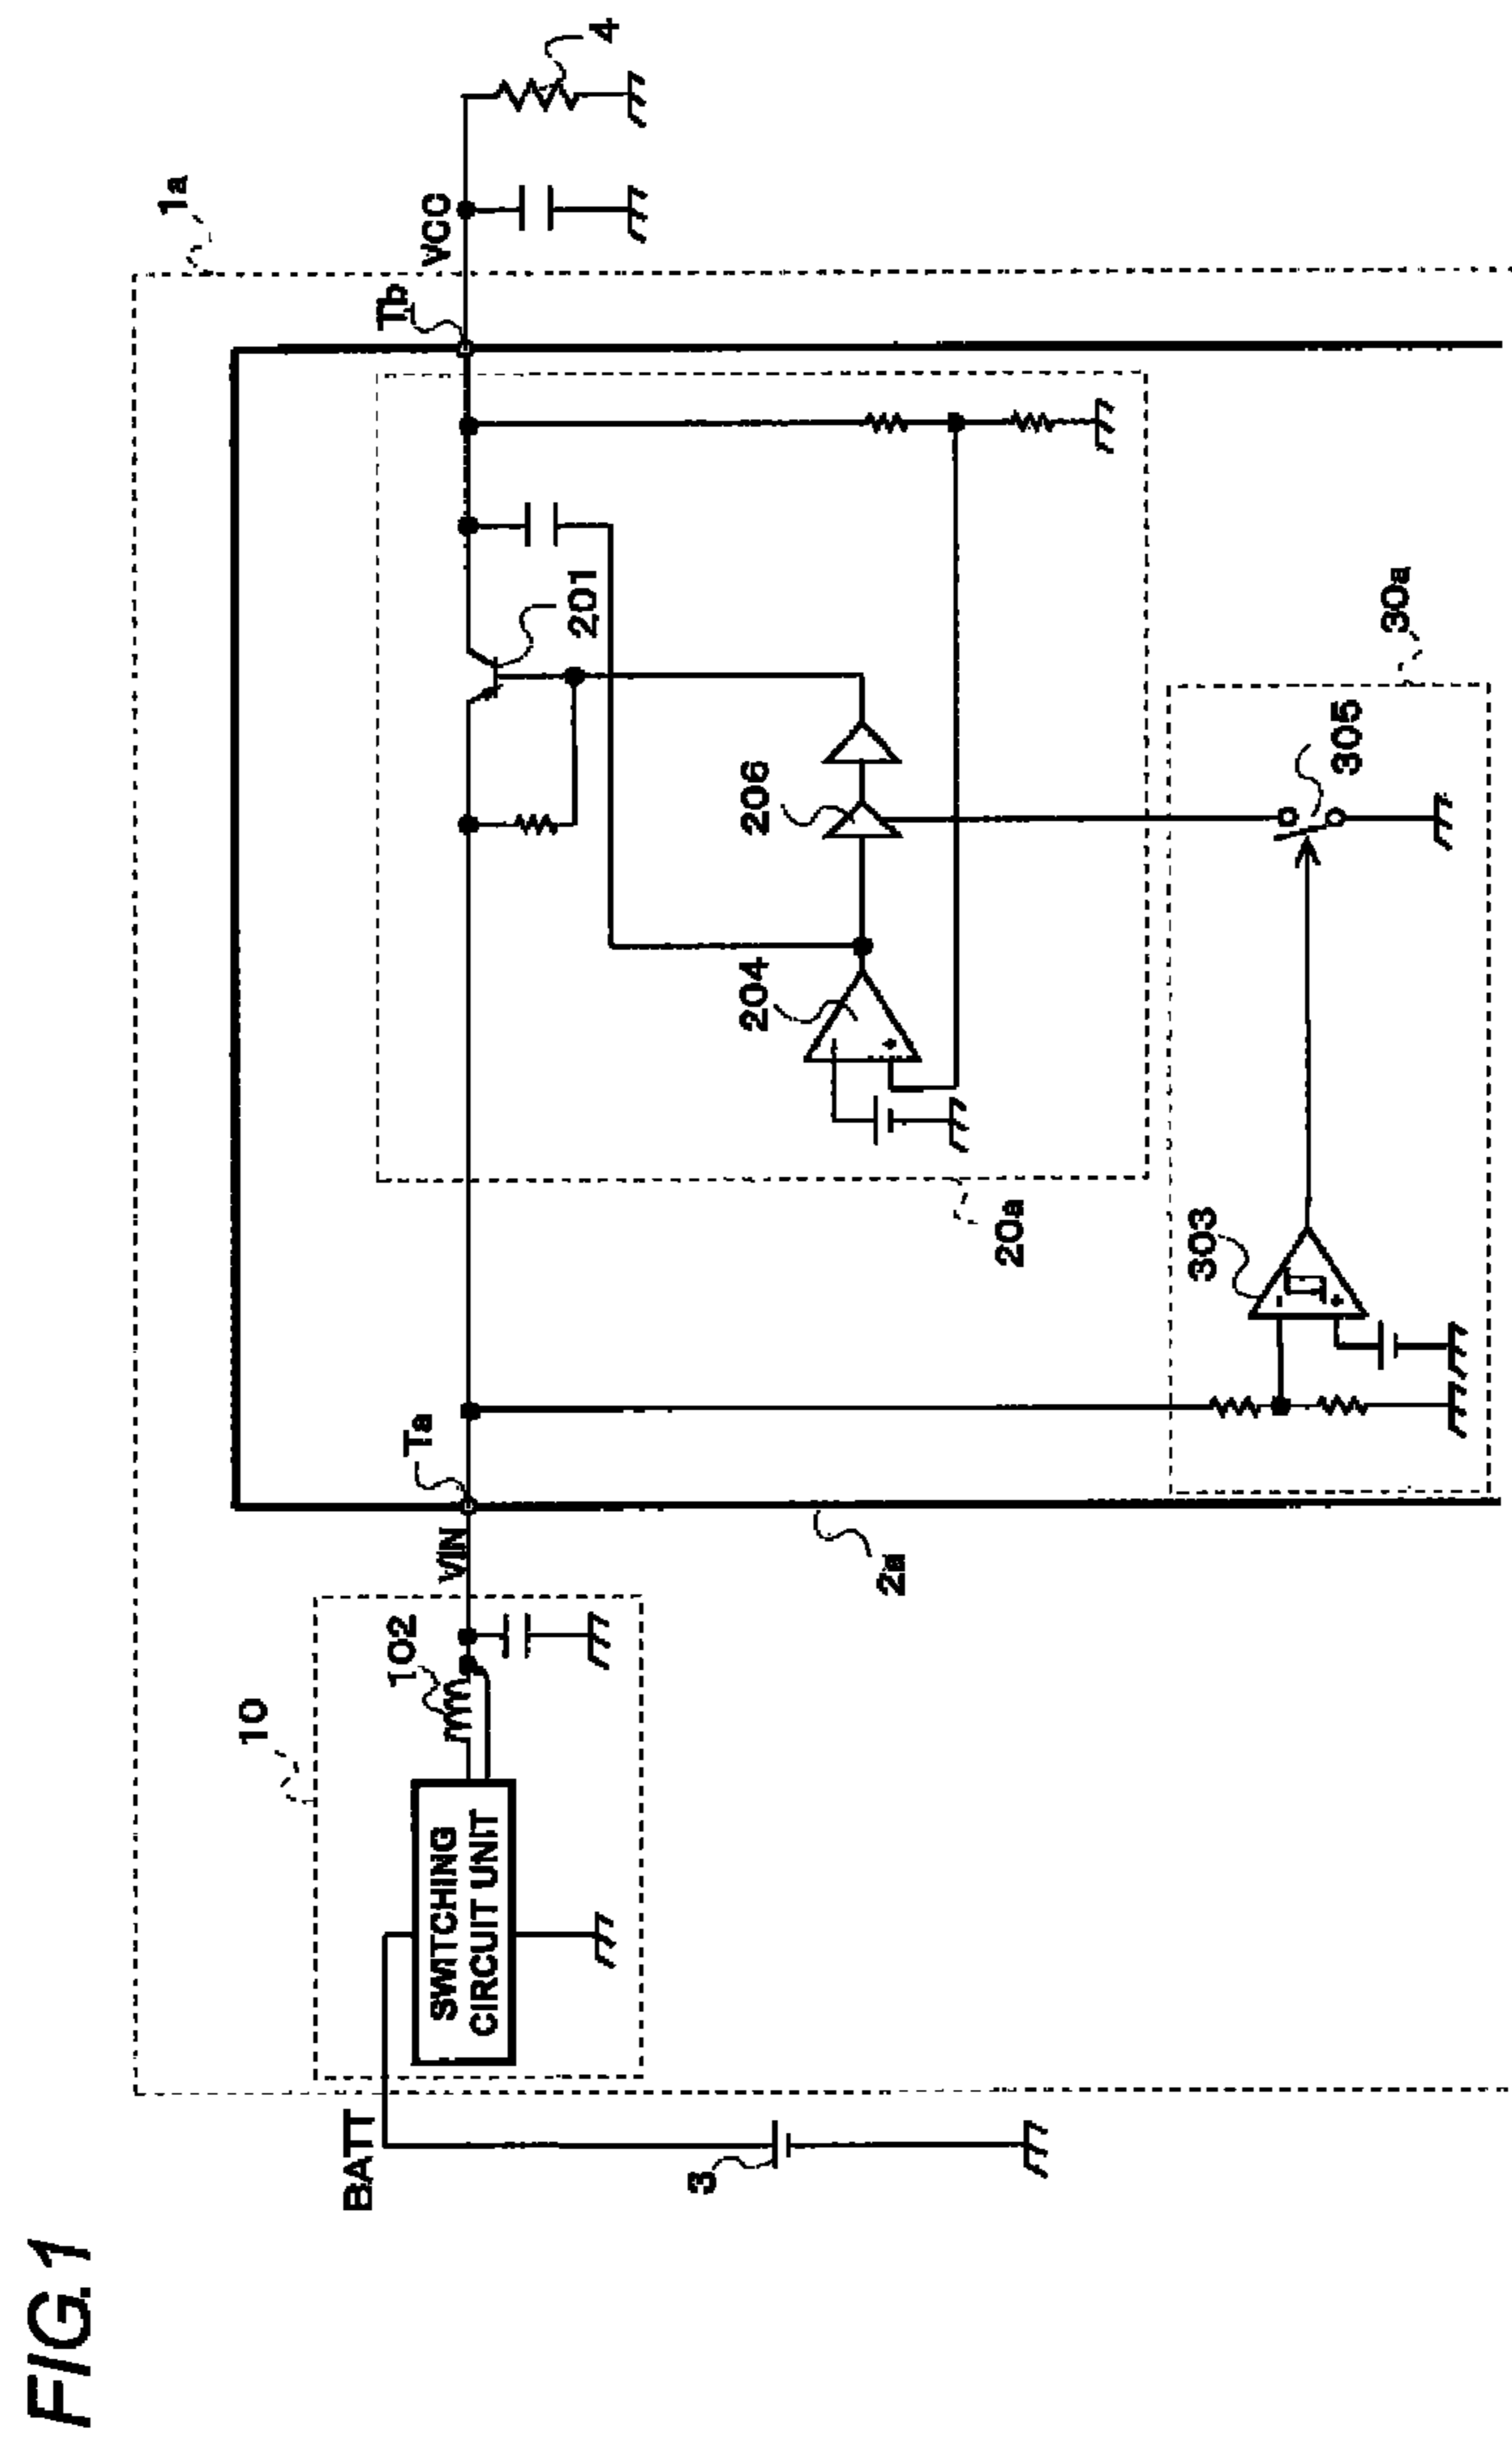 FIG.1
1a
10
BATT
SWITCHING
CIRCUIT UNIT
102
VIN
Ta
Tb
VCC
4
201
206
204
20a
3
2a
303
305
30a